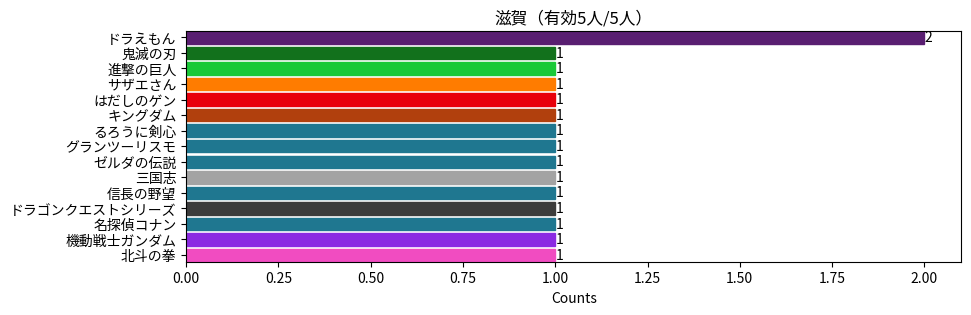 滋賀（有効5人/5人）
ドラえもん 2
鬼滅の刃 1
進撃の巨人 1
サザエさん 1
はだしのゲン 1
キングダム 1
るろうに剣心 1
グランツーリスモ 1
ゼルダの伝説 1
三国志 1
信長の野望 1
ドラゴンクエストシリーズ 1
名探偵コナン 1
機動戦士ガンダム 1
北斗の拳 1
0.00 0.25 0.50 0.75 1.00 1.25 1.50 1.75 2.00
Counts